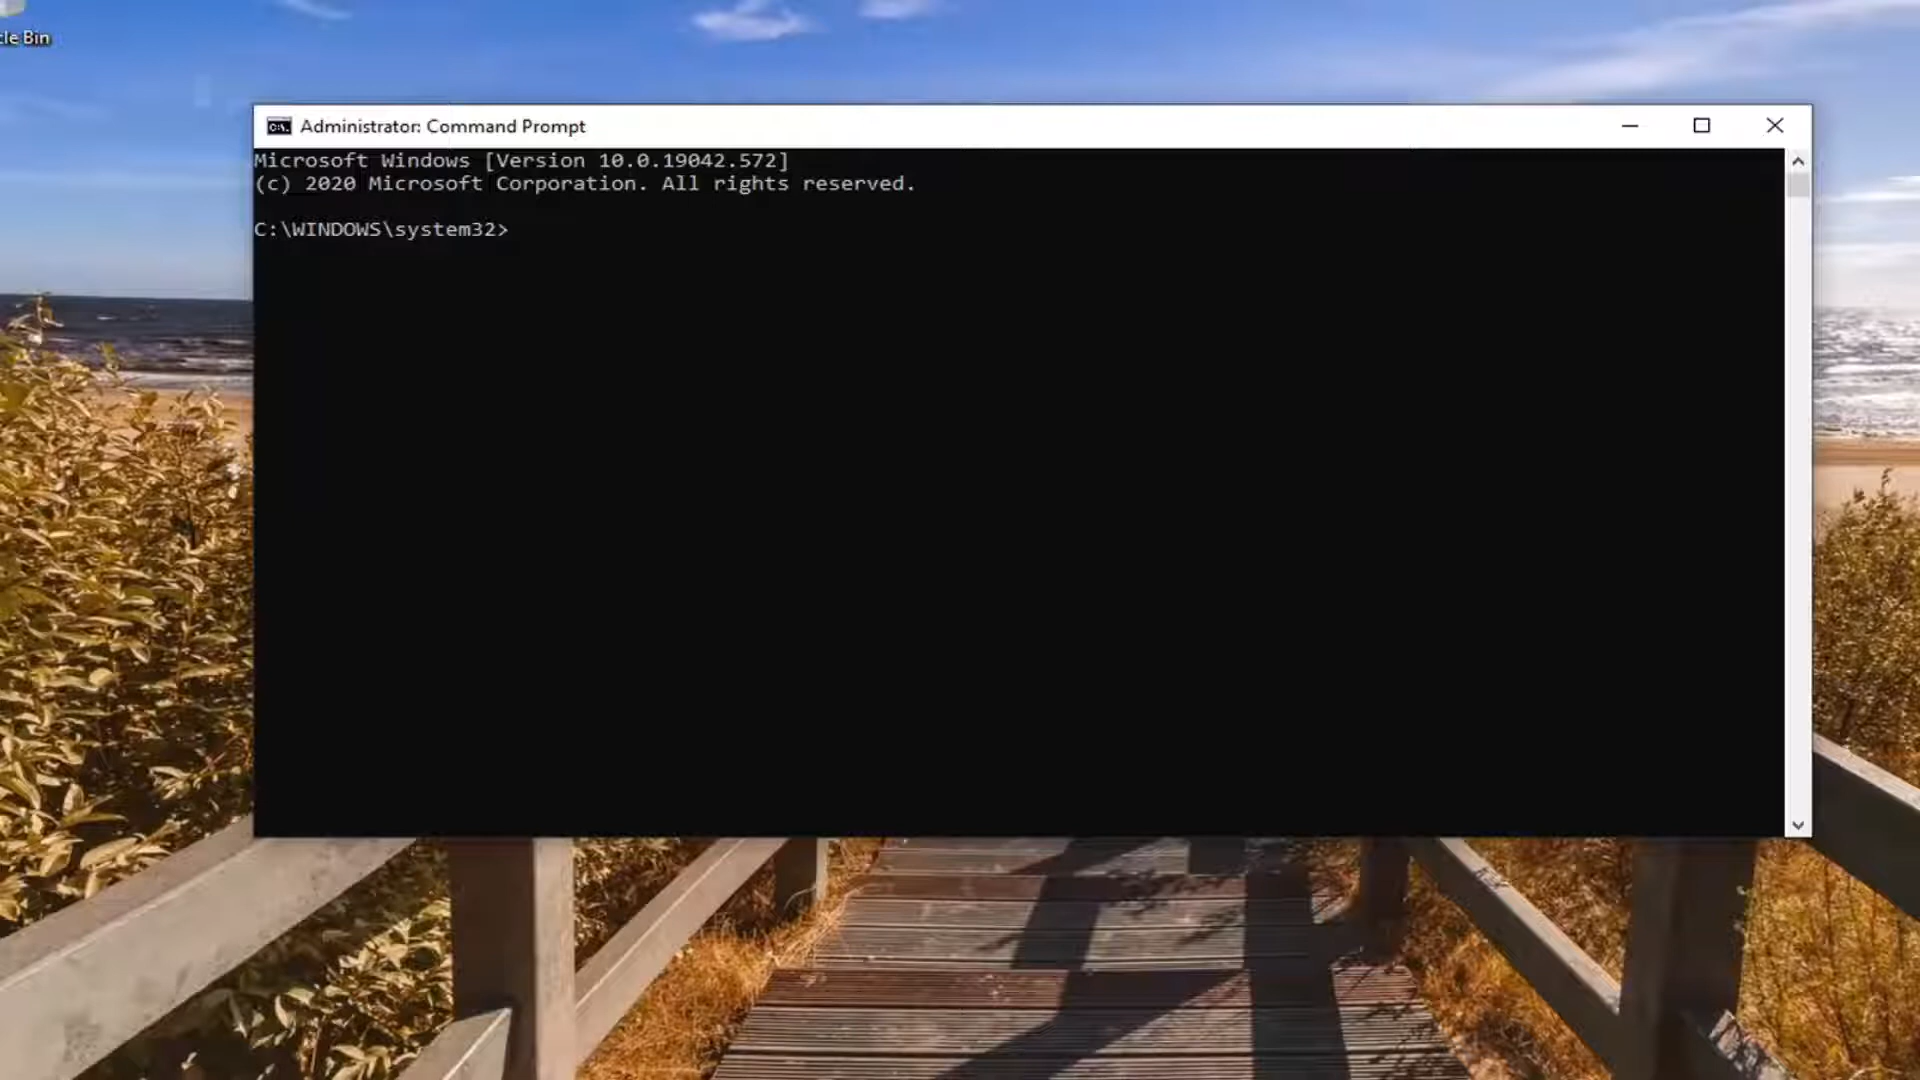 cle Bin
Administrator: Command Prompt
Microsoft Windows [Version 10.0.19042.572]
(c) 2020 Microsoft Corporation. All rights reserved.
C:\WINDOWS\system32>